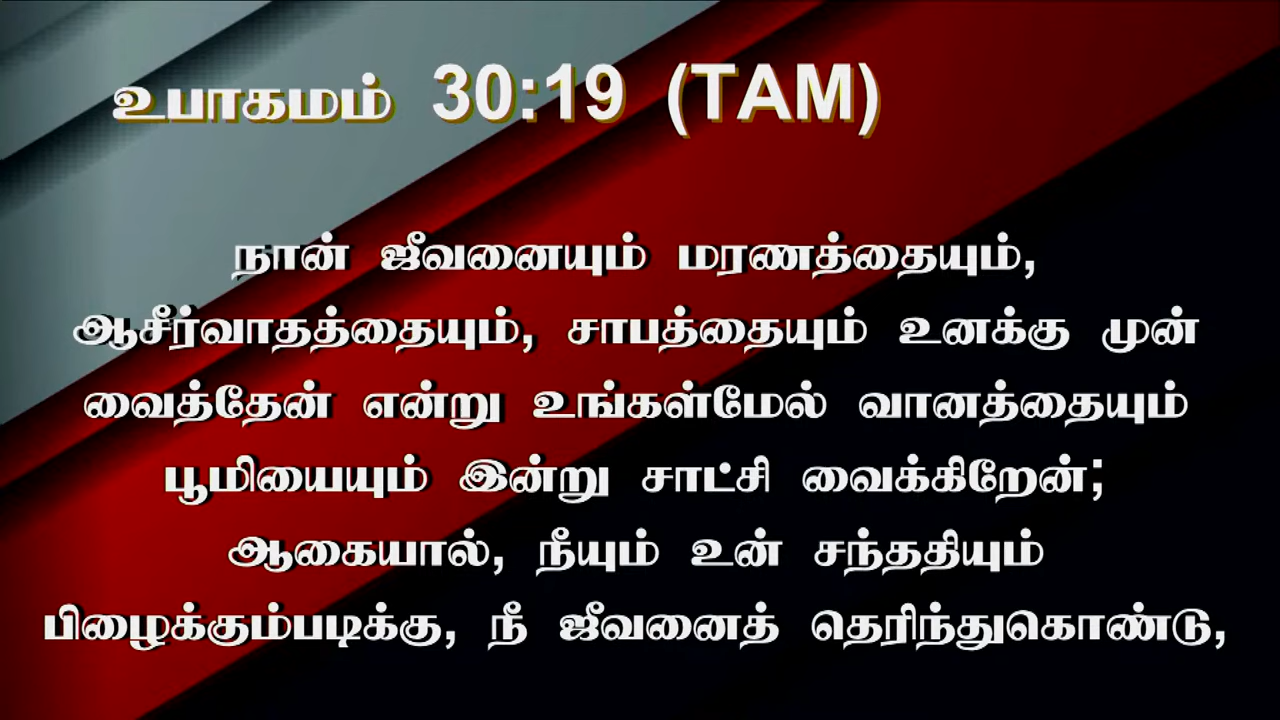 உபாகமம் 30:19 (TAM)
நான் ஜீவனையும் மரணத்தையும்,
ஆசீர்வாதத்தையும், சாபத்தையும் உனக்கு முன்
வைத்தேன் என்று உங்கள்மேல் வானத்தையும்
பூமியையும் இன்று சாட்சி வைக்கிறேன்;
ஆகையால், நீயும் உன் சந்ததியும்
பிழைக்கும்படிக்கு, நீ ஜீவனைத் தெரிந்துகொண்டு,